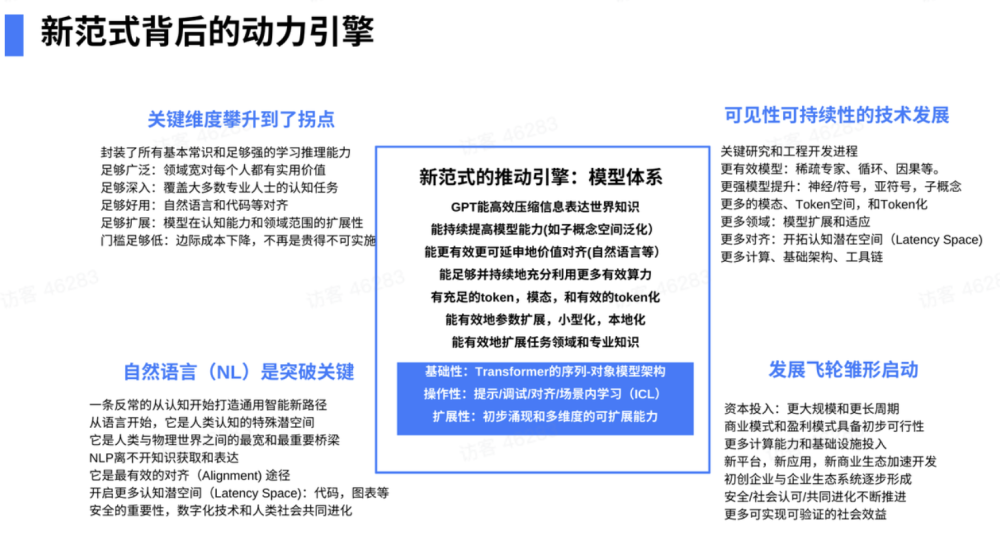 新范式背后的动力引擎
关键维度攀升到了拐点
封装了所有基本常识和足够强的学习推理能力
足够广泛：领域宽对每个人都有实用价值
足够深入：覆盖大多数专业人士的认知任务
足够好用：自然语言和代码等对齐
足够扩展：模型在认知能力和领域范围的扩展性
门槛足够低：边际成本下降，不再是贵得不可实施
自然语言（NL）是突破关键
一条反常的从认知开始打造通用智能新路径
从语言开始，它是人类认知的特殊潜空间
它是人类与物理世界之间的最宽和最重要桥梁
NLP离不开知识获取和表达
它是最有效的对齐（Alignment) 途径
开启更多认知潜空间（Latency Space)：代码，图表等
安全的重要性，数字化技术和人类社会共同进化
新范式的推动引擎：模型体系
GPT能高效压缩信息表达世界知识
能持续提高模型能力(如子概念空间泛化）
能更有效更可延申地价值对齐(自然语言等）
能足够并持续地充分利用更多有效算力
有充足的token，模态，和有效的token化
能有效地参数扩展，小型化，本地化
能有效地扩展任务领域和专业知识
基础性：Transformer的序列-对象模型架构
操作性：提示/调试/对齐/场景内学习（ICL）
扩展性：初步涌现和多维度的可扩展能力
可见性可持续性的技术发展
关键研究和工程开发进程
更有效模型：稀疏专家、循环、因果等。
更强模型提升：神经/符号，亚符号，子概念
更多的模态、Token空间，和Token化
更多领域：模型扩展和适应
更多对齐：开拓认知潜在空间（Latency Space)
更多计算、基础架构、工具链
发展飞轮雏形启动
资本投入：更大规模和更长周期
商业模式和盈利模式具备初步可行性
更多计算能力和基础设施投入
新平台，新应用，新商业生态加速开发
初创企业与企业生态系统逐步形成
安全/社会认可/共同进化不断推进
更多可实现可验证的社会效益
访客 46283
访客 46283
访客 46283
访客 46283
访客 46283